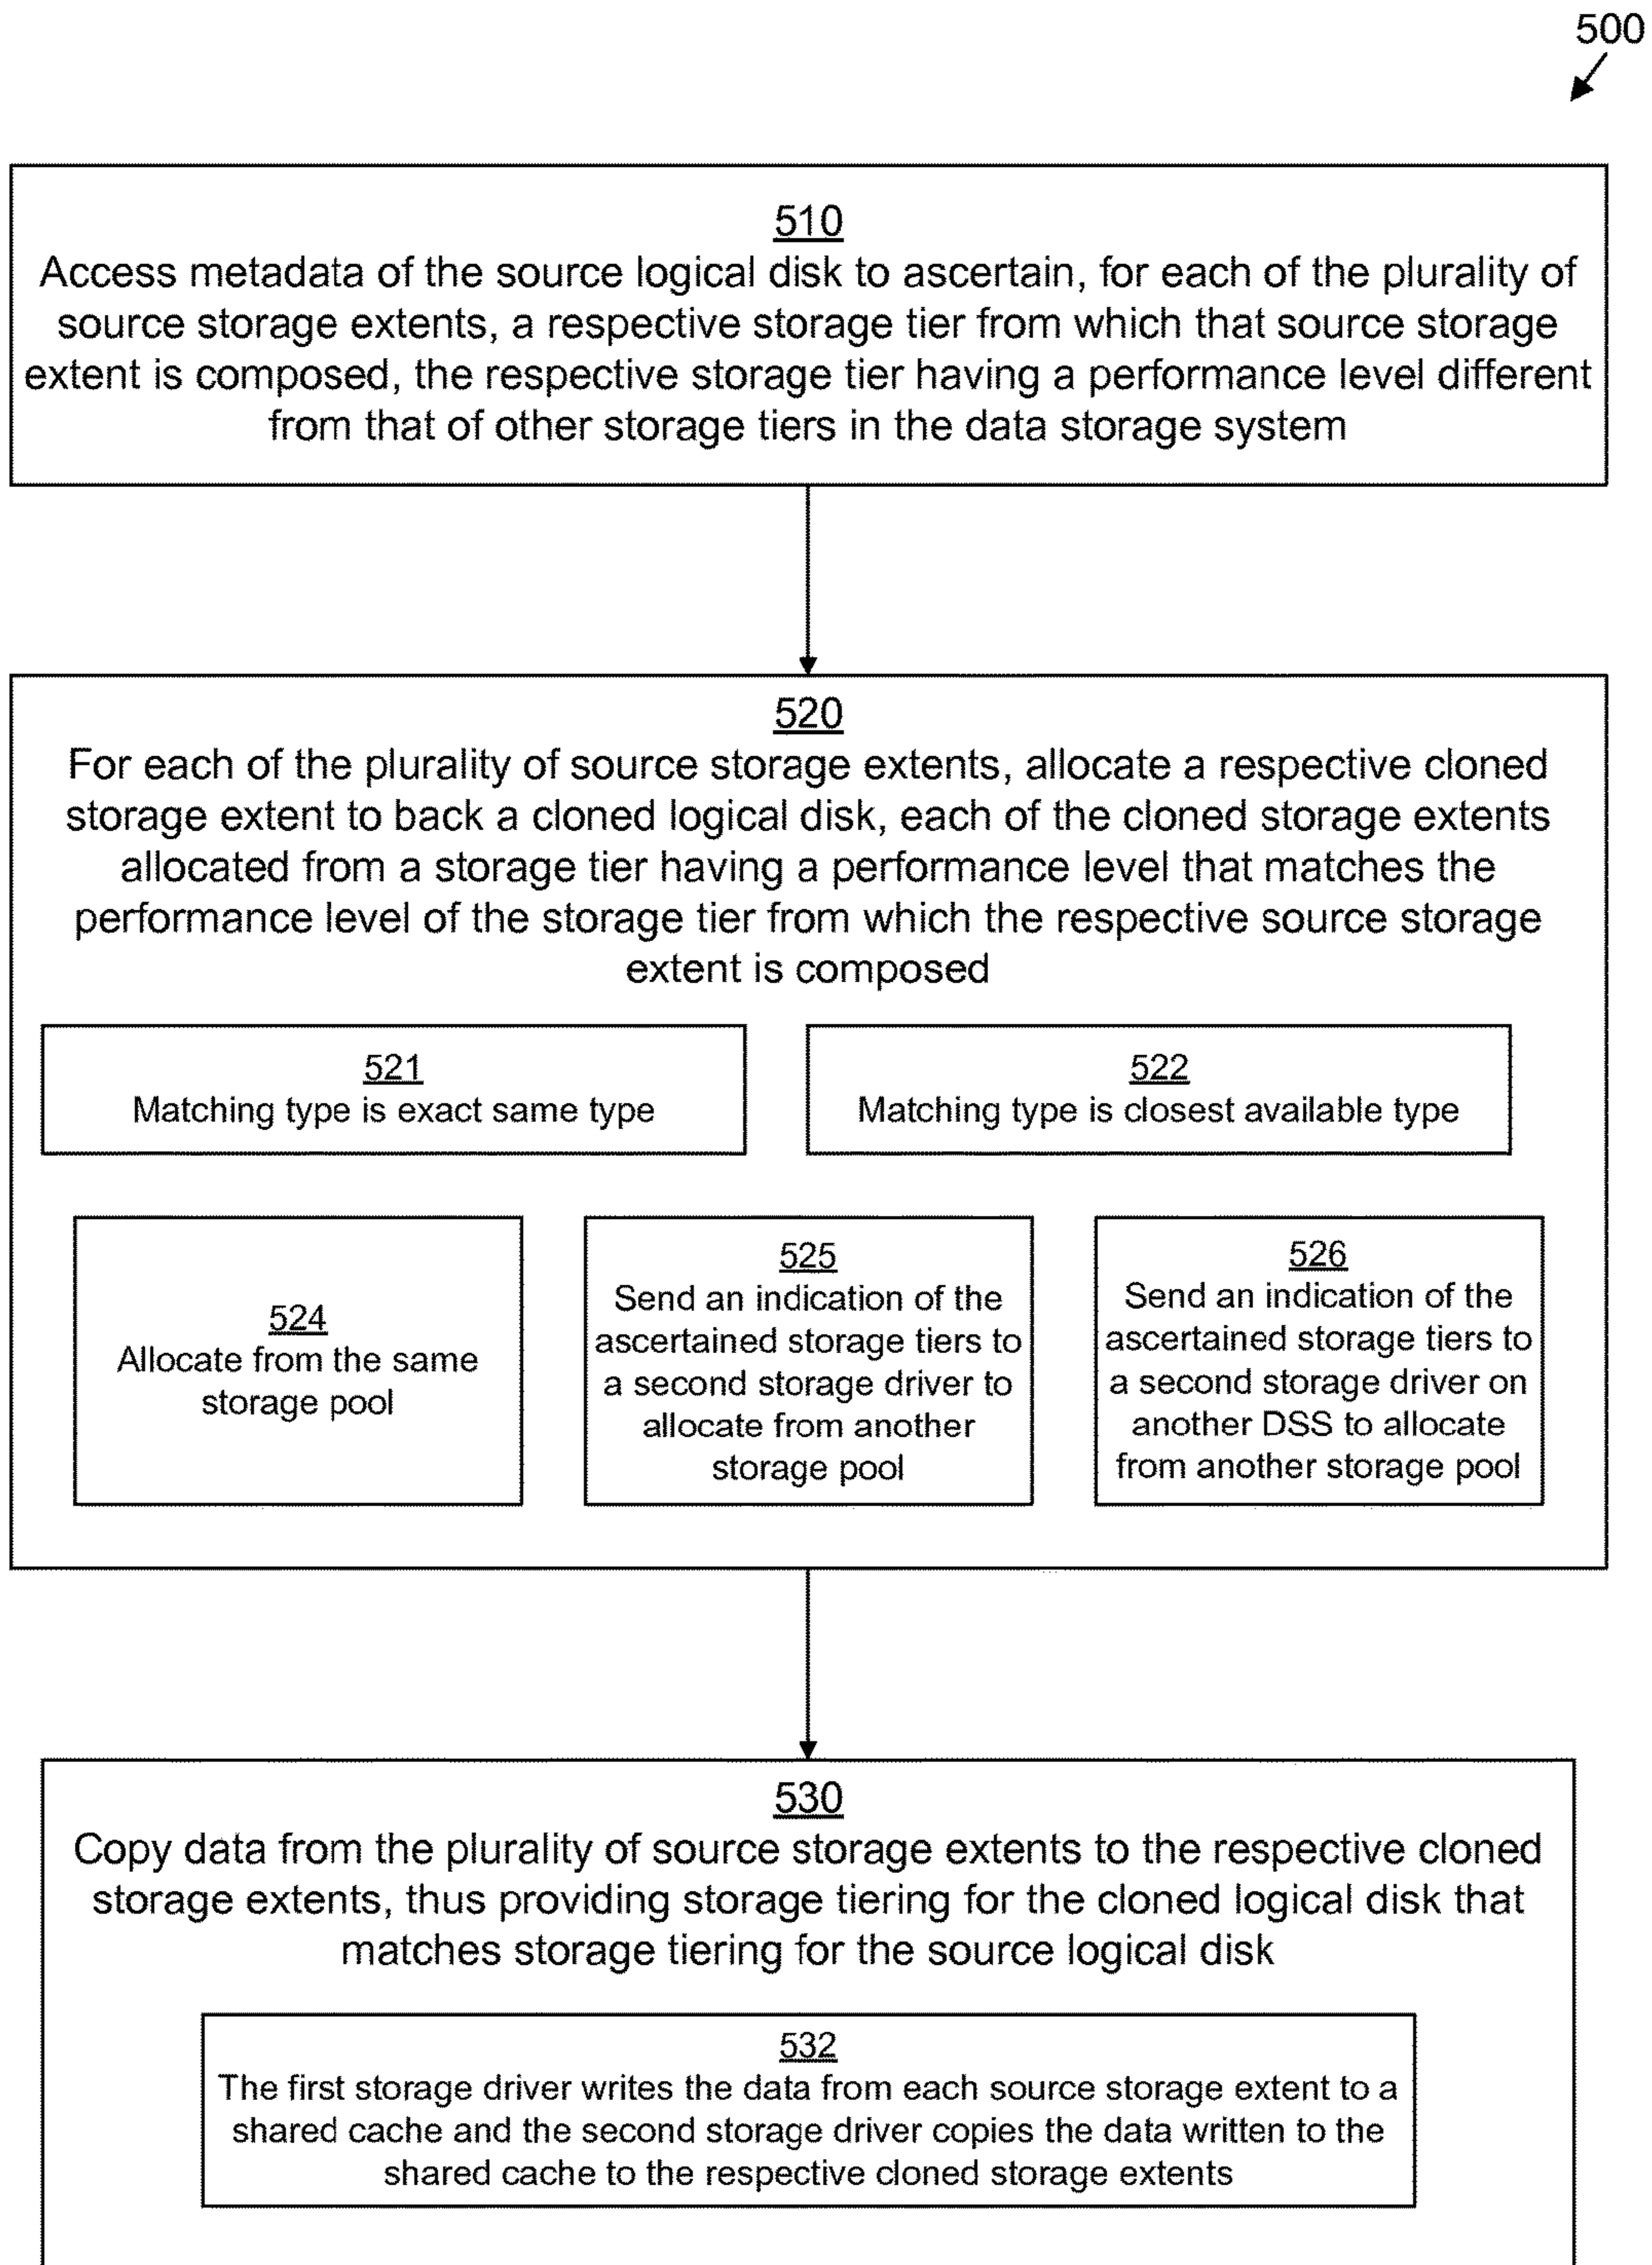 500
510
Access metadata of the source logical disk to ascertain, for each of the plurality of
source storage extents, a respective storage tier from which that source storage
extent is composed, the respective storage tier having a performance level different
from that of other storage tiers in the data storage system
520
For each of the plurality of source storage extents, allocate a respective cloned
storage extent to back a cloned logical disk, each of the cloned storage extents
allocated from a storage tier having a performance level that matches the
performance level of the storage tier from which the respective source storage
extent is composed
521
Matching type is exact same type
522
Matching type is closest available type
524
Allocate from the same
storage pool
525
Send an indication of the
ascertained storage tiers to
a second storage driver to
allocate from another
storage pool
526
Send an indication of the
ascertained storage tiers to
a second storage driver on
another DSS to allocate
from another storage pool
530
Copy data from the plurality of source storage extents to the respective cloned
storage extents, thus providing storage tiering for the cloned logical disk that
matches storage tiering for the source logical disk
532
The first storage driver writes the data from each source storage extent to a
shared cache and the second storage driver copies the data written to the
shared cache to the respective cloned storage extents